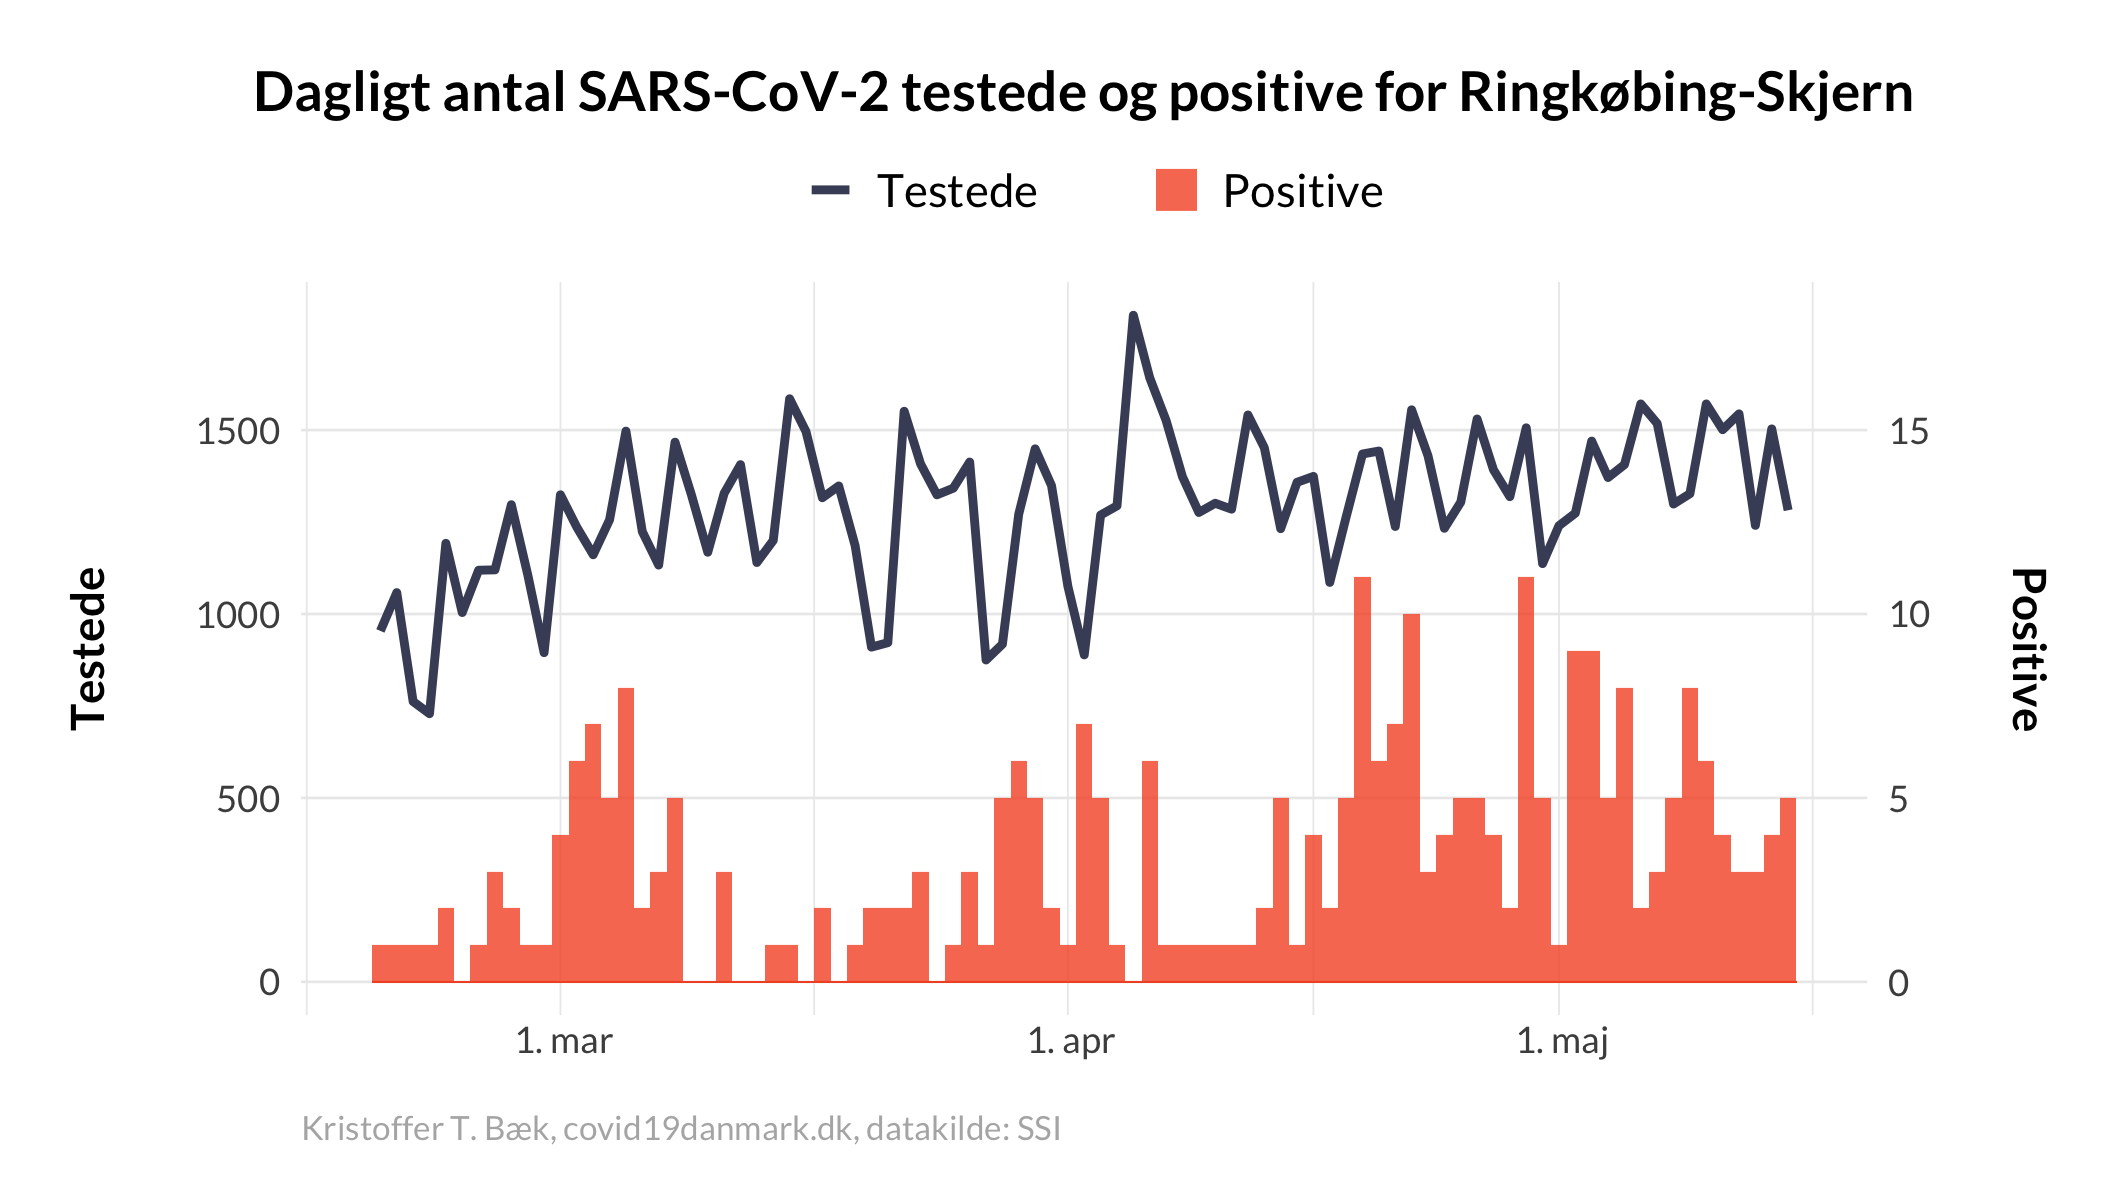 Dagligt antal SARS-CoV-2 testede og positive for Ringkøbing-Skjern
Testede
Positive
Testede
1500
1000
500
0
15
10
5
0
Positive
1. mar
1. apr
1. maj
Kristoffer T. Bæk, covid19danmark.dk, datakilde: SSI